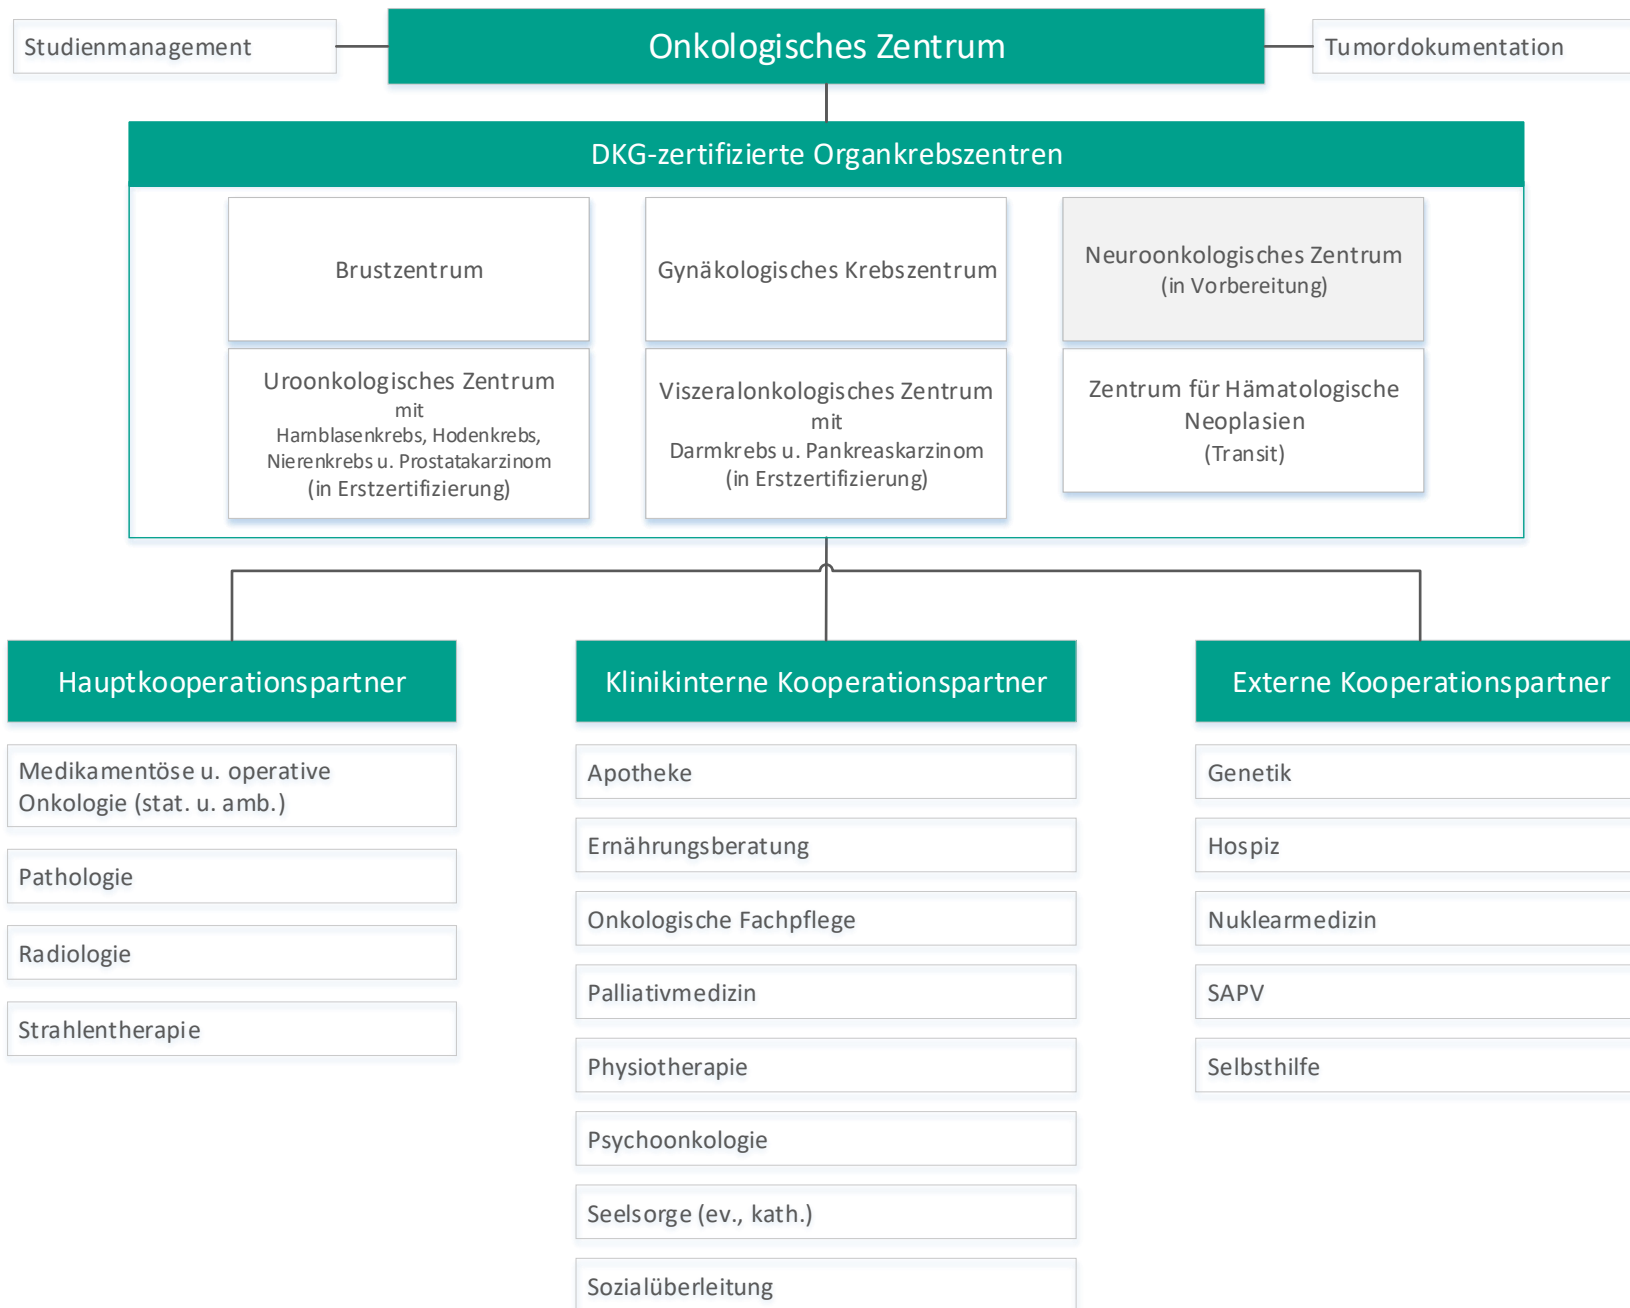 Studienmanagement
Onkologisches Zentrum
Tumordokumentation
DKG-zertifizierte Organkrebszentren
Brustzentrum
Gynäkologisches Krebszentrum
Neuroonkologisches Zentrum
(in Vorbereitung)
Uroonkologisches Zentrum
mit
Harnblasenkrebs, Hodenkrebs,
Nierenkrebs u. Prostatakarzinom
(in Erstzertifizierung)
Viszeralonkologisches Zentrum
mit
Darmkrebs u. Pankreaskarzinom
(in Erstzertifizierung)
Zentrum für Hämatologische
Neoplasien
(Transit)
Hauptkooperationspartner
Medikamentöse u. operative
Onkologie (stat. u. amb.)
Pathologie
Radiologie
Strahlentherapie
Klinikinterne Kooperationspartner
Apotheke
Ernährungsberatung
Onkologische Fachpflege
Palliativmedizin
Physiotherapie
Psychoonkologie
Seelsorge (ev., kath.)
Sozialüberleitung
Externe Kooperationspartner
Genetik
Hospiz
Nuklearmedizin
SAPV
Selbsthilfe